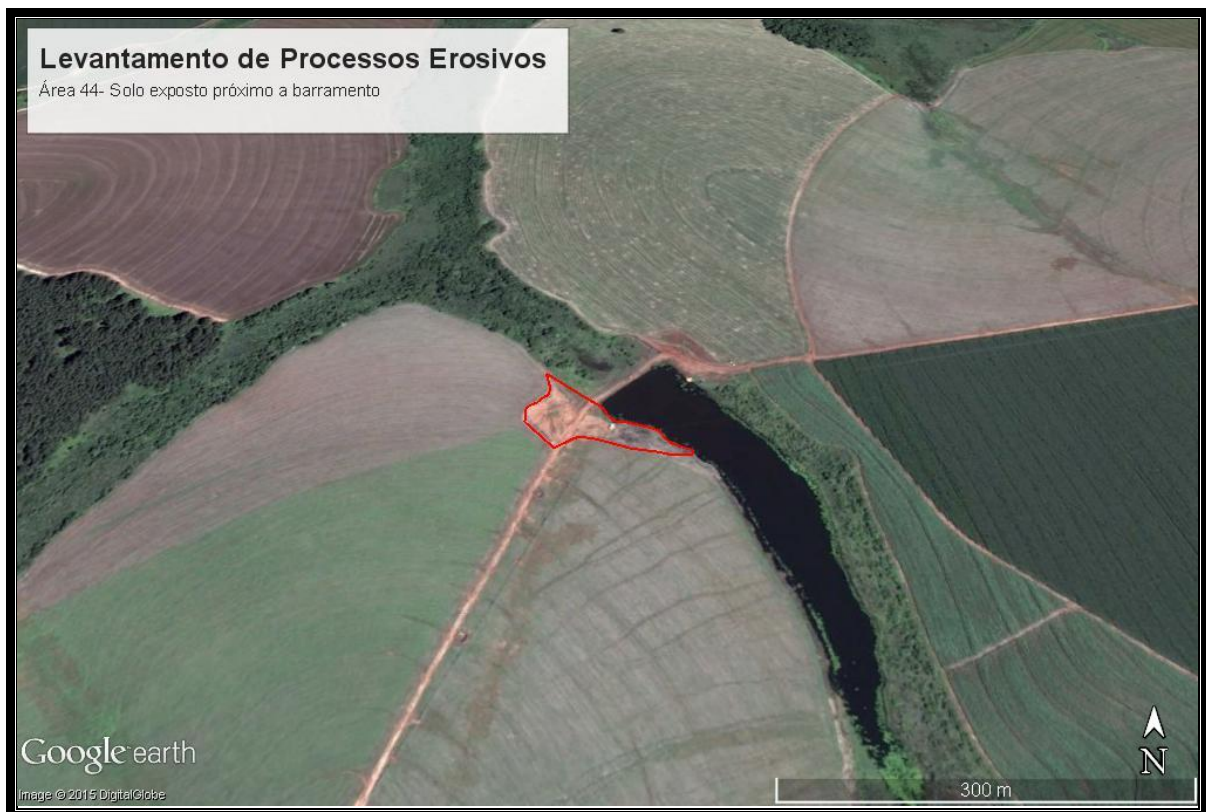 Levantamento de Processos Erosivos
Área 44- Solo exposto próximo a barramento
Google earth
Image © 2015 DigitalGlobe
300 m
N